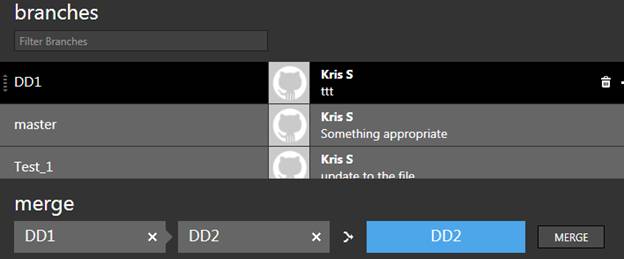 branches
Filter Branches
DD1
Kris S
ttt
master
Kris S
Something appropriate
Test_1
Kris S
update to the file
merge
DD1
DD2
DD2
MERGE